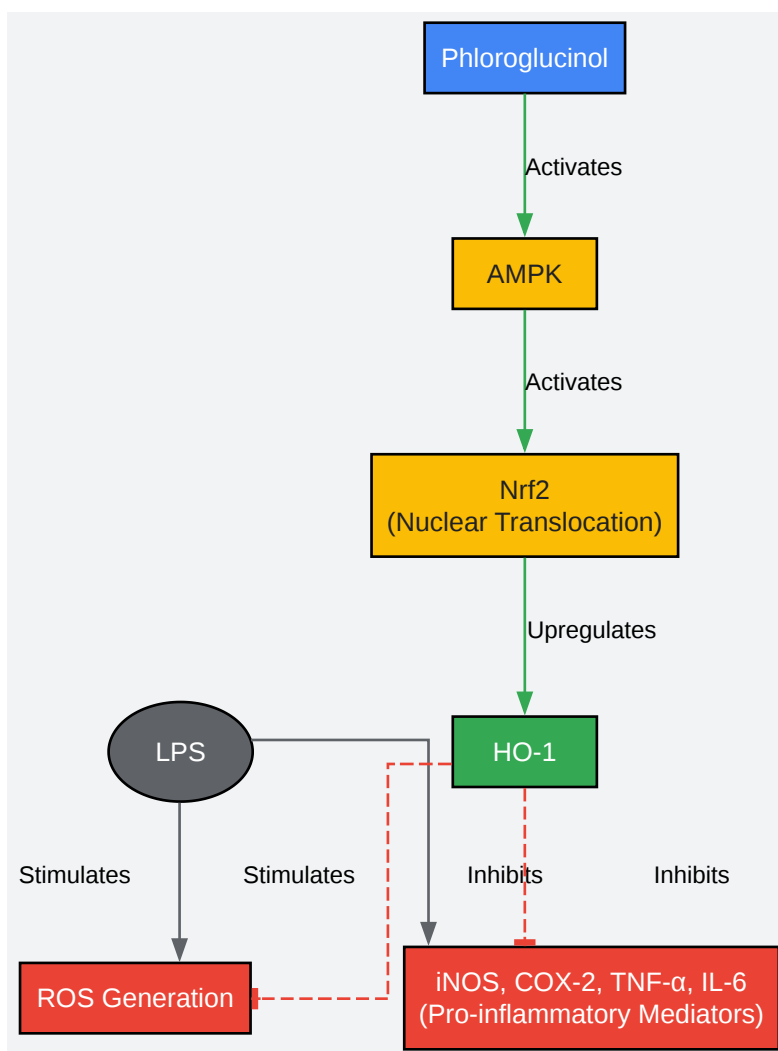 Phloroglucinol
Activates
AMPK
Activates
Nrf2
(Nuclear Translocation)
Upregulates
LPS
HO-1
Stimulates
Stimulates
Inhibits
Inhibits
ROS Generation
iNOS, COX-2, TNF-α, IL-6
(Pro-inflammatory Mediators)